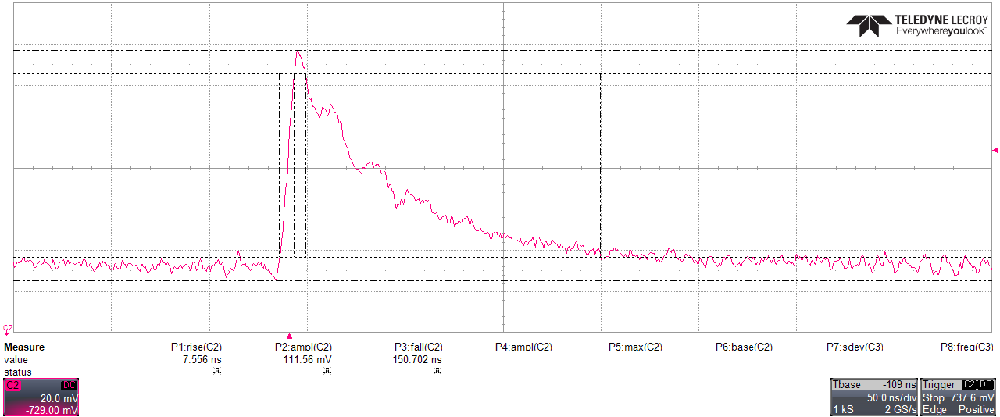 TELEDYNE LECROY
Everywhereyoulook™
C2
Measure P1:rise(C2) P2:ampl(C2) P3:fall(C2) P4:ampl(C2) P5:max(C2) P6:base(C2) P7:sdev(C3) P8:freq(C3)
value 7.556 ns 111.56 mV 150.702 ns
status
C2 DC
20.0 mV
-729.00 mV
Tbase -109 ns
50.0 ns/div
1 kS 2 GS/s
Trigger C2 DC
Stop 737.6 mV
Edge Positive